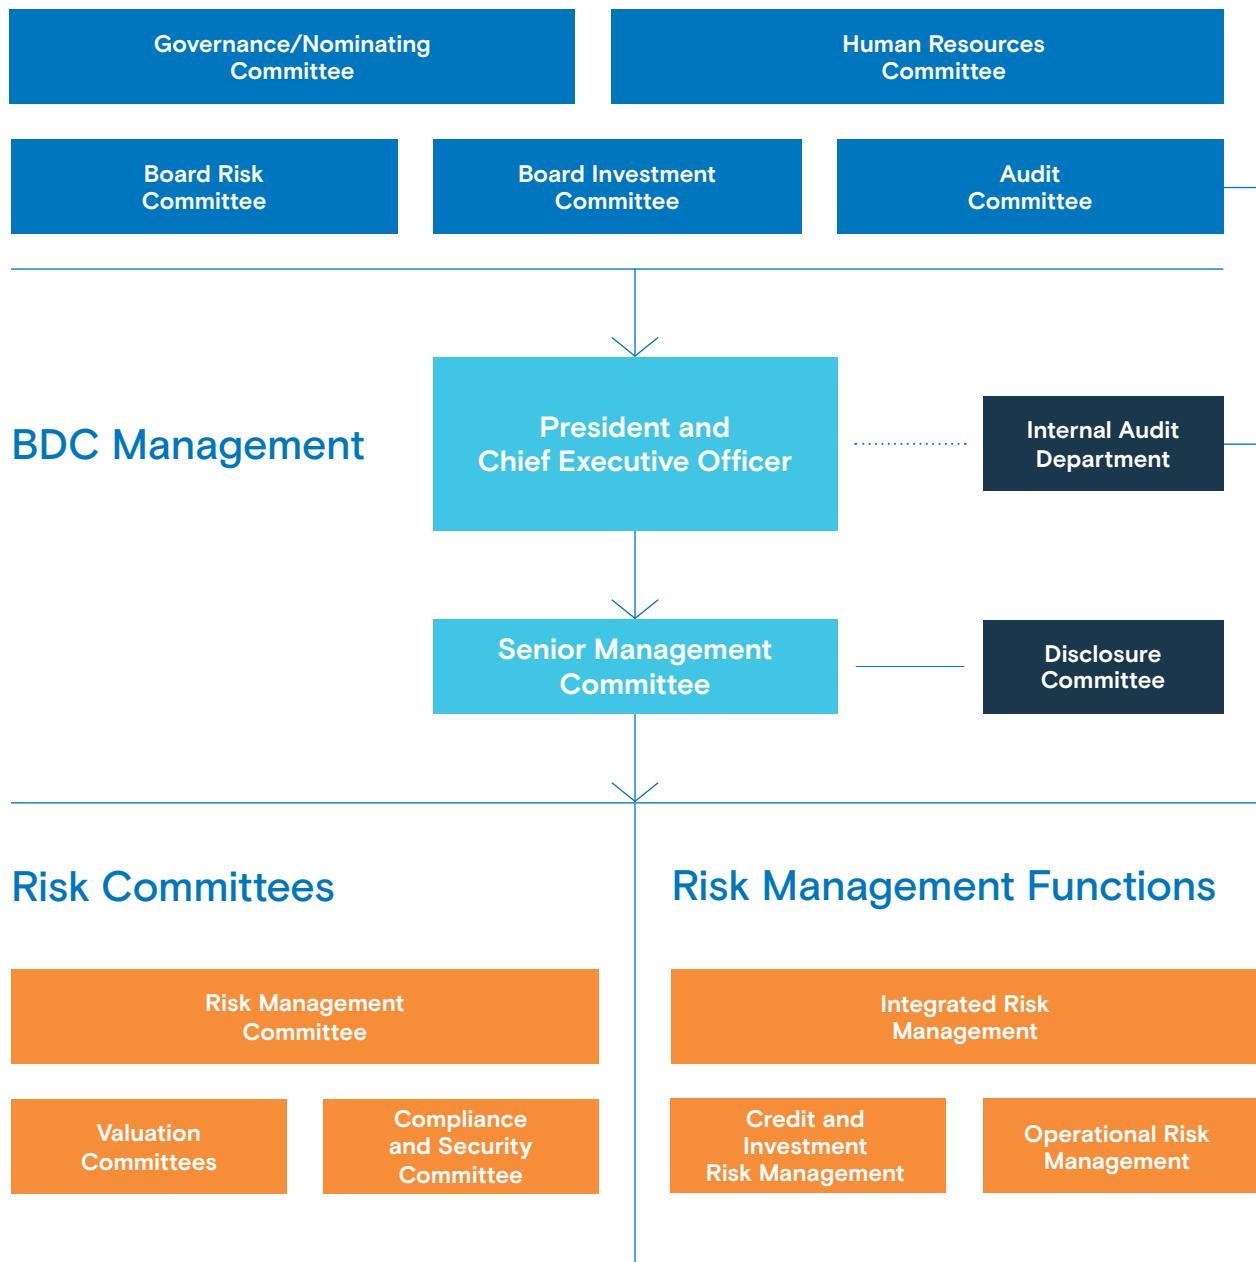 Governance/Nominating
Committee
Human Resources
Committee
Board Risk
Committee
Board Investment
Committee
Audit
Committee
BDC Management
President and
Chief Executive Officer
Internal Audit
Department
Senior Management
Committee
Disclosure
Committee
Risk Committees
Risk Management Functions
Risk Management
Committee
Integrated Risk
Management
Valuation
Committees
Compliance
and Security
Committee
Credit and
Investment
Risk Management
Operational Risk
Management